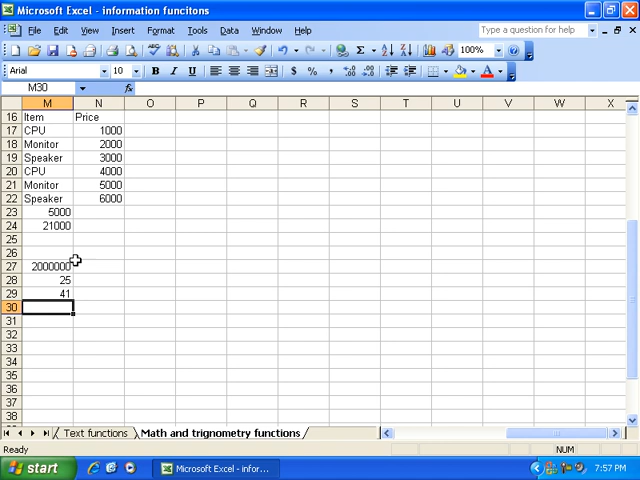 Microsoft Excel - information funcitons
File Edit View Insert Format Tools Data Window Help
Type a question for help
Σ 100%
Arial 10 B I U $ % ,
M30 fx
M N O P Q R S T U V W X
16 Item Price
17 CPU 1000
18 Monitor 2000
19 Speaker 3000
20 CPU 4000
21 Monitor 5000
22 Speaker 6000
23 5000
24 21000
25
26
27 2000000
28 25
29 41
30
31
32
33
34
35
36
37
38
Text functions Math and trignometry functions
Ready NUM
start Microsoft Excel - infor... 7:57 PM